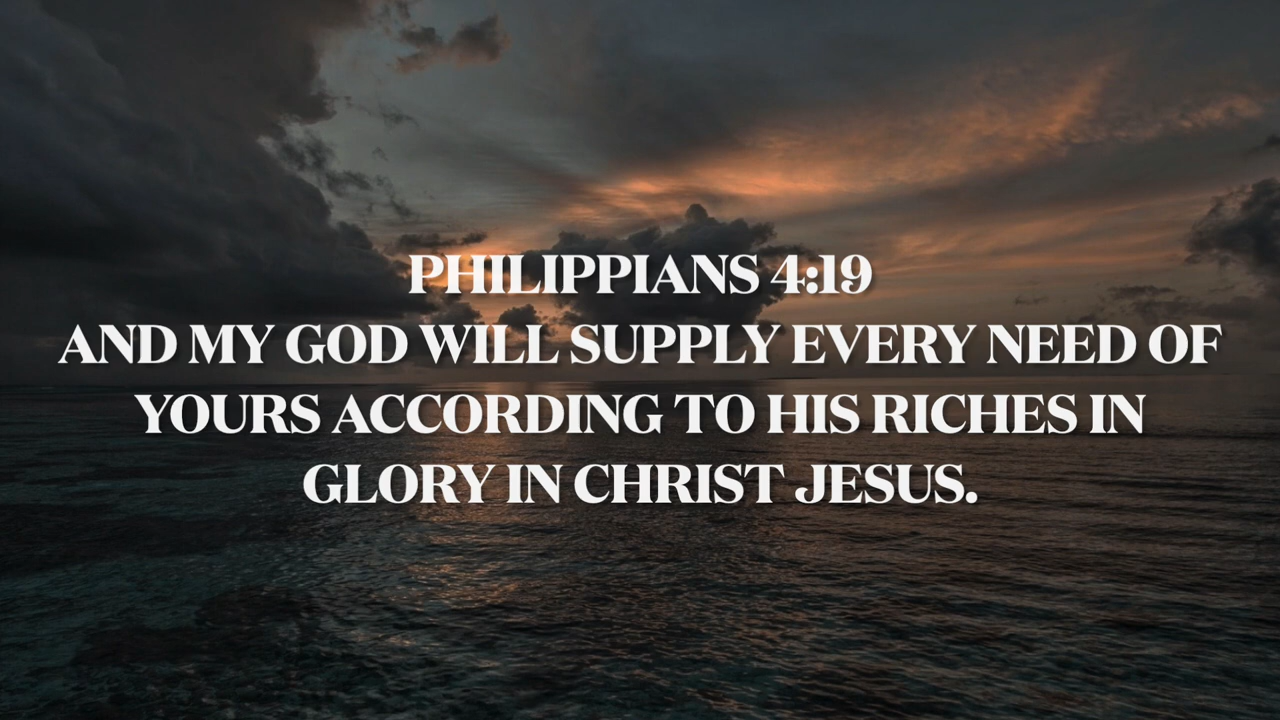 PHILIPPIANS 4:19
AND MY GOD WILL SUPPLY EVERY NEED OF
YOURS ACCORDING TO HIS RICHES IN
GLORY IN CHRIST JESUS.